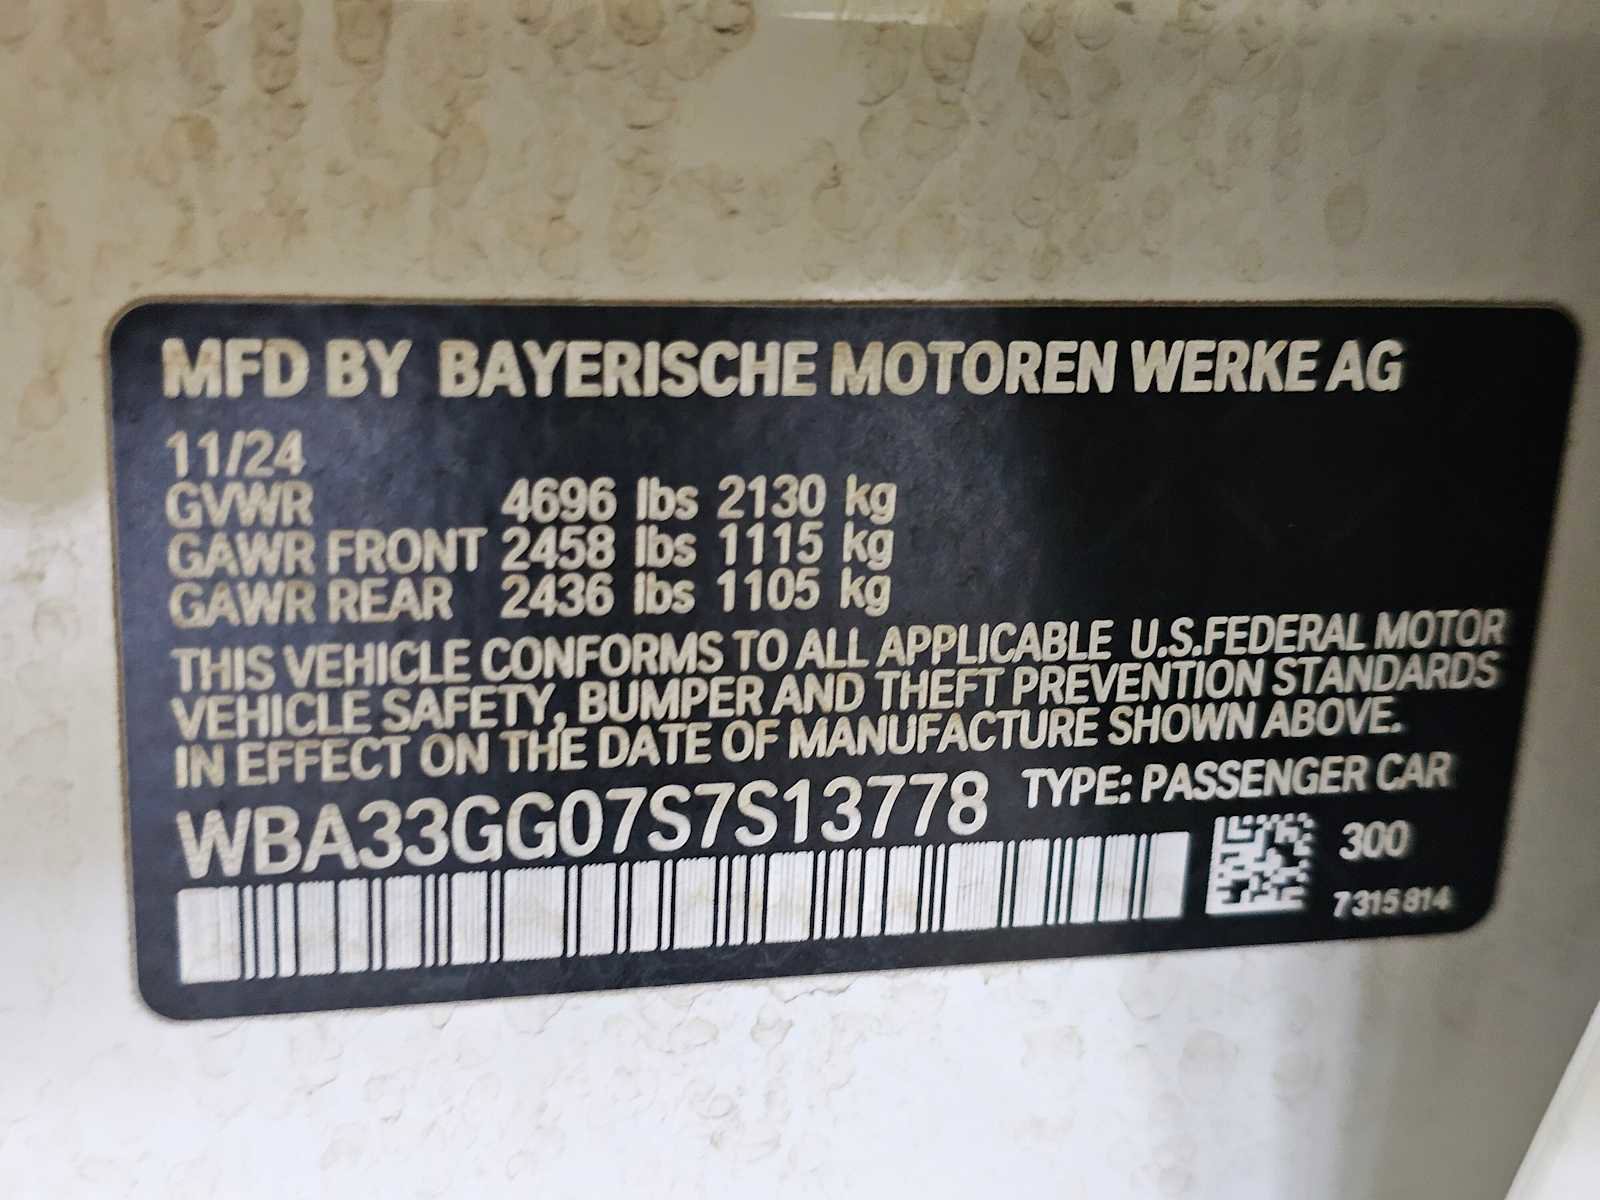 MFD BY BAYERISCHE MOTOREN WERKE AG
11/24
GVWR 4696 lbs 2130 kg
GAWR FRONT 2458 lbs 1115 kg
GAWR REAR 2436 lbs 1105 kg
THIS VEHICLE CONFORMS TO ALL APPLICABLE U.S.FEDERAL MOTOR
VEHICLE SAFETY, BUMPER AND THEFT PREVENTION STANDARDS
IN EFFECT ON THE DATE OF MANUFACTURE SHOWN ABOVE.
WBA33GG07S7S13778 TYPE: PASSENGER CAR
300
7315814